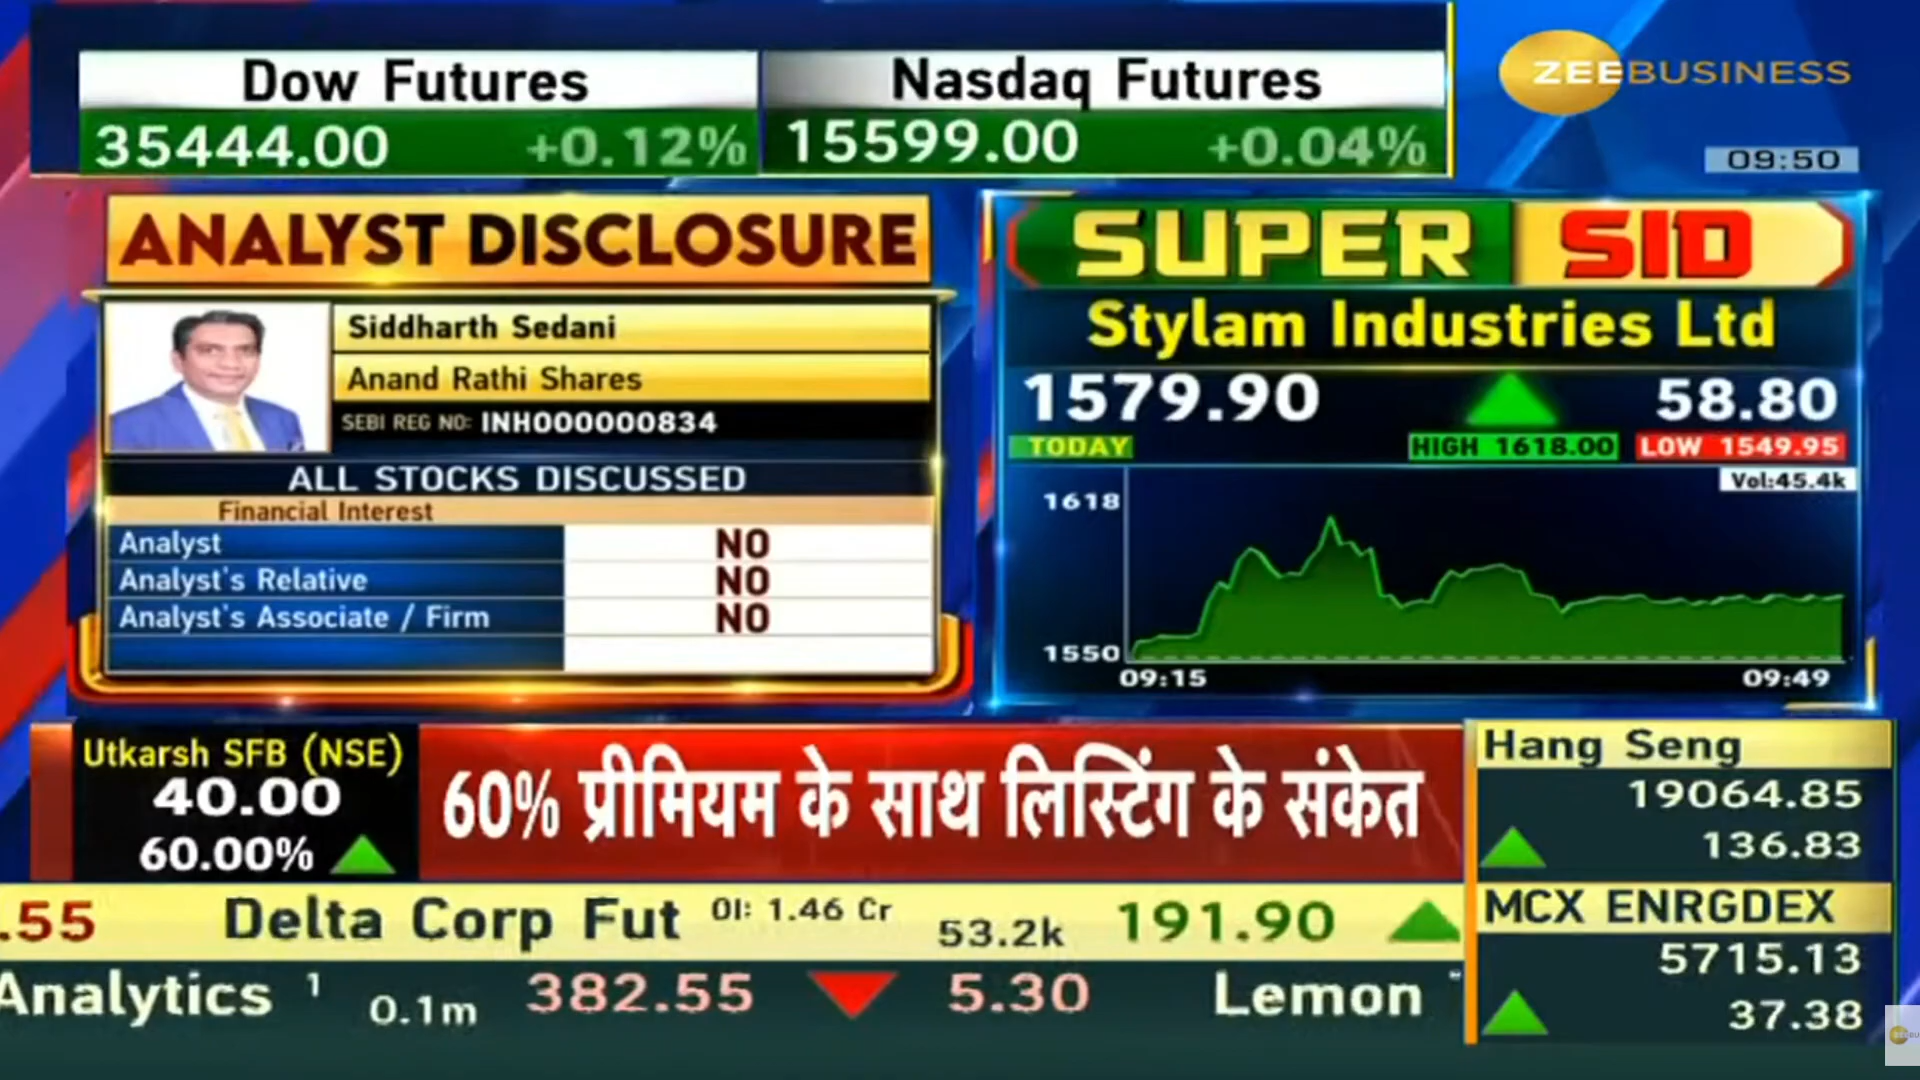 Dow Futures
35444.00 +0.12%
Nasdaq Futures
15599.00 +0.04%
ZEEBUSINESS
09:50
ANALYST DISCLOSURE
Siddharth Sedani
Anand Rathi Shares
SEBI REG NO: INH000000834
ALL STOCKS DISCUSSED
Financial Interest
Analyst NO
Analyst's Relative NO
Analyst's Associate / Firm NO
SUPER SID
Stylam Industries Ltd
1579.90 58.80
TODAY HIGH 1618.00 LOW 1549.95
Vol:45.4k
1618
1550
09:15 09:49
Utkarsh SFB (NSE)
40.00
60.00%
60% प्रीमियम के साथ लिस्टिंग के संकेत
Hang Seng
19064.85
136.83
MCX ENRGDEX
5715.13
37.38
.55 Delta Corp Fut OI: 1.46 Cr 53.2k 191.90
Analytics 1 0.1m 382.55 5.30 Lemon